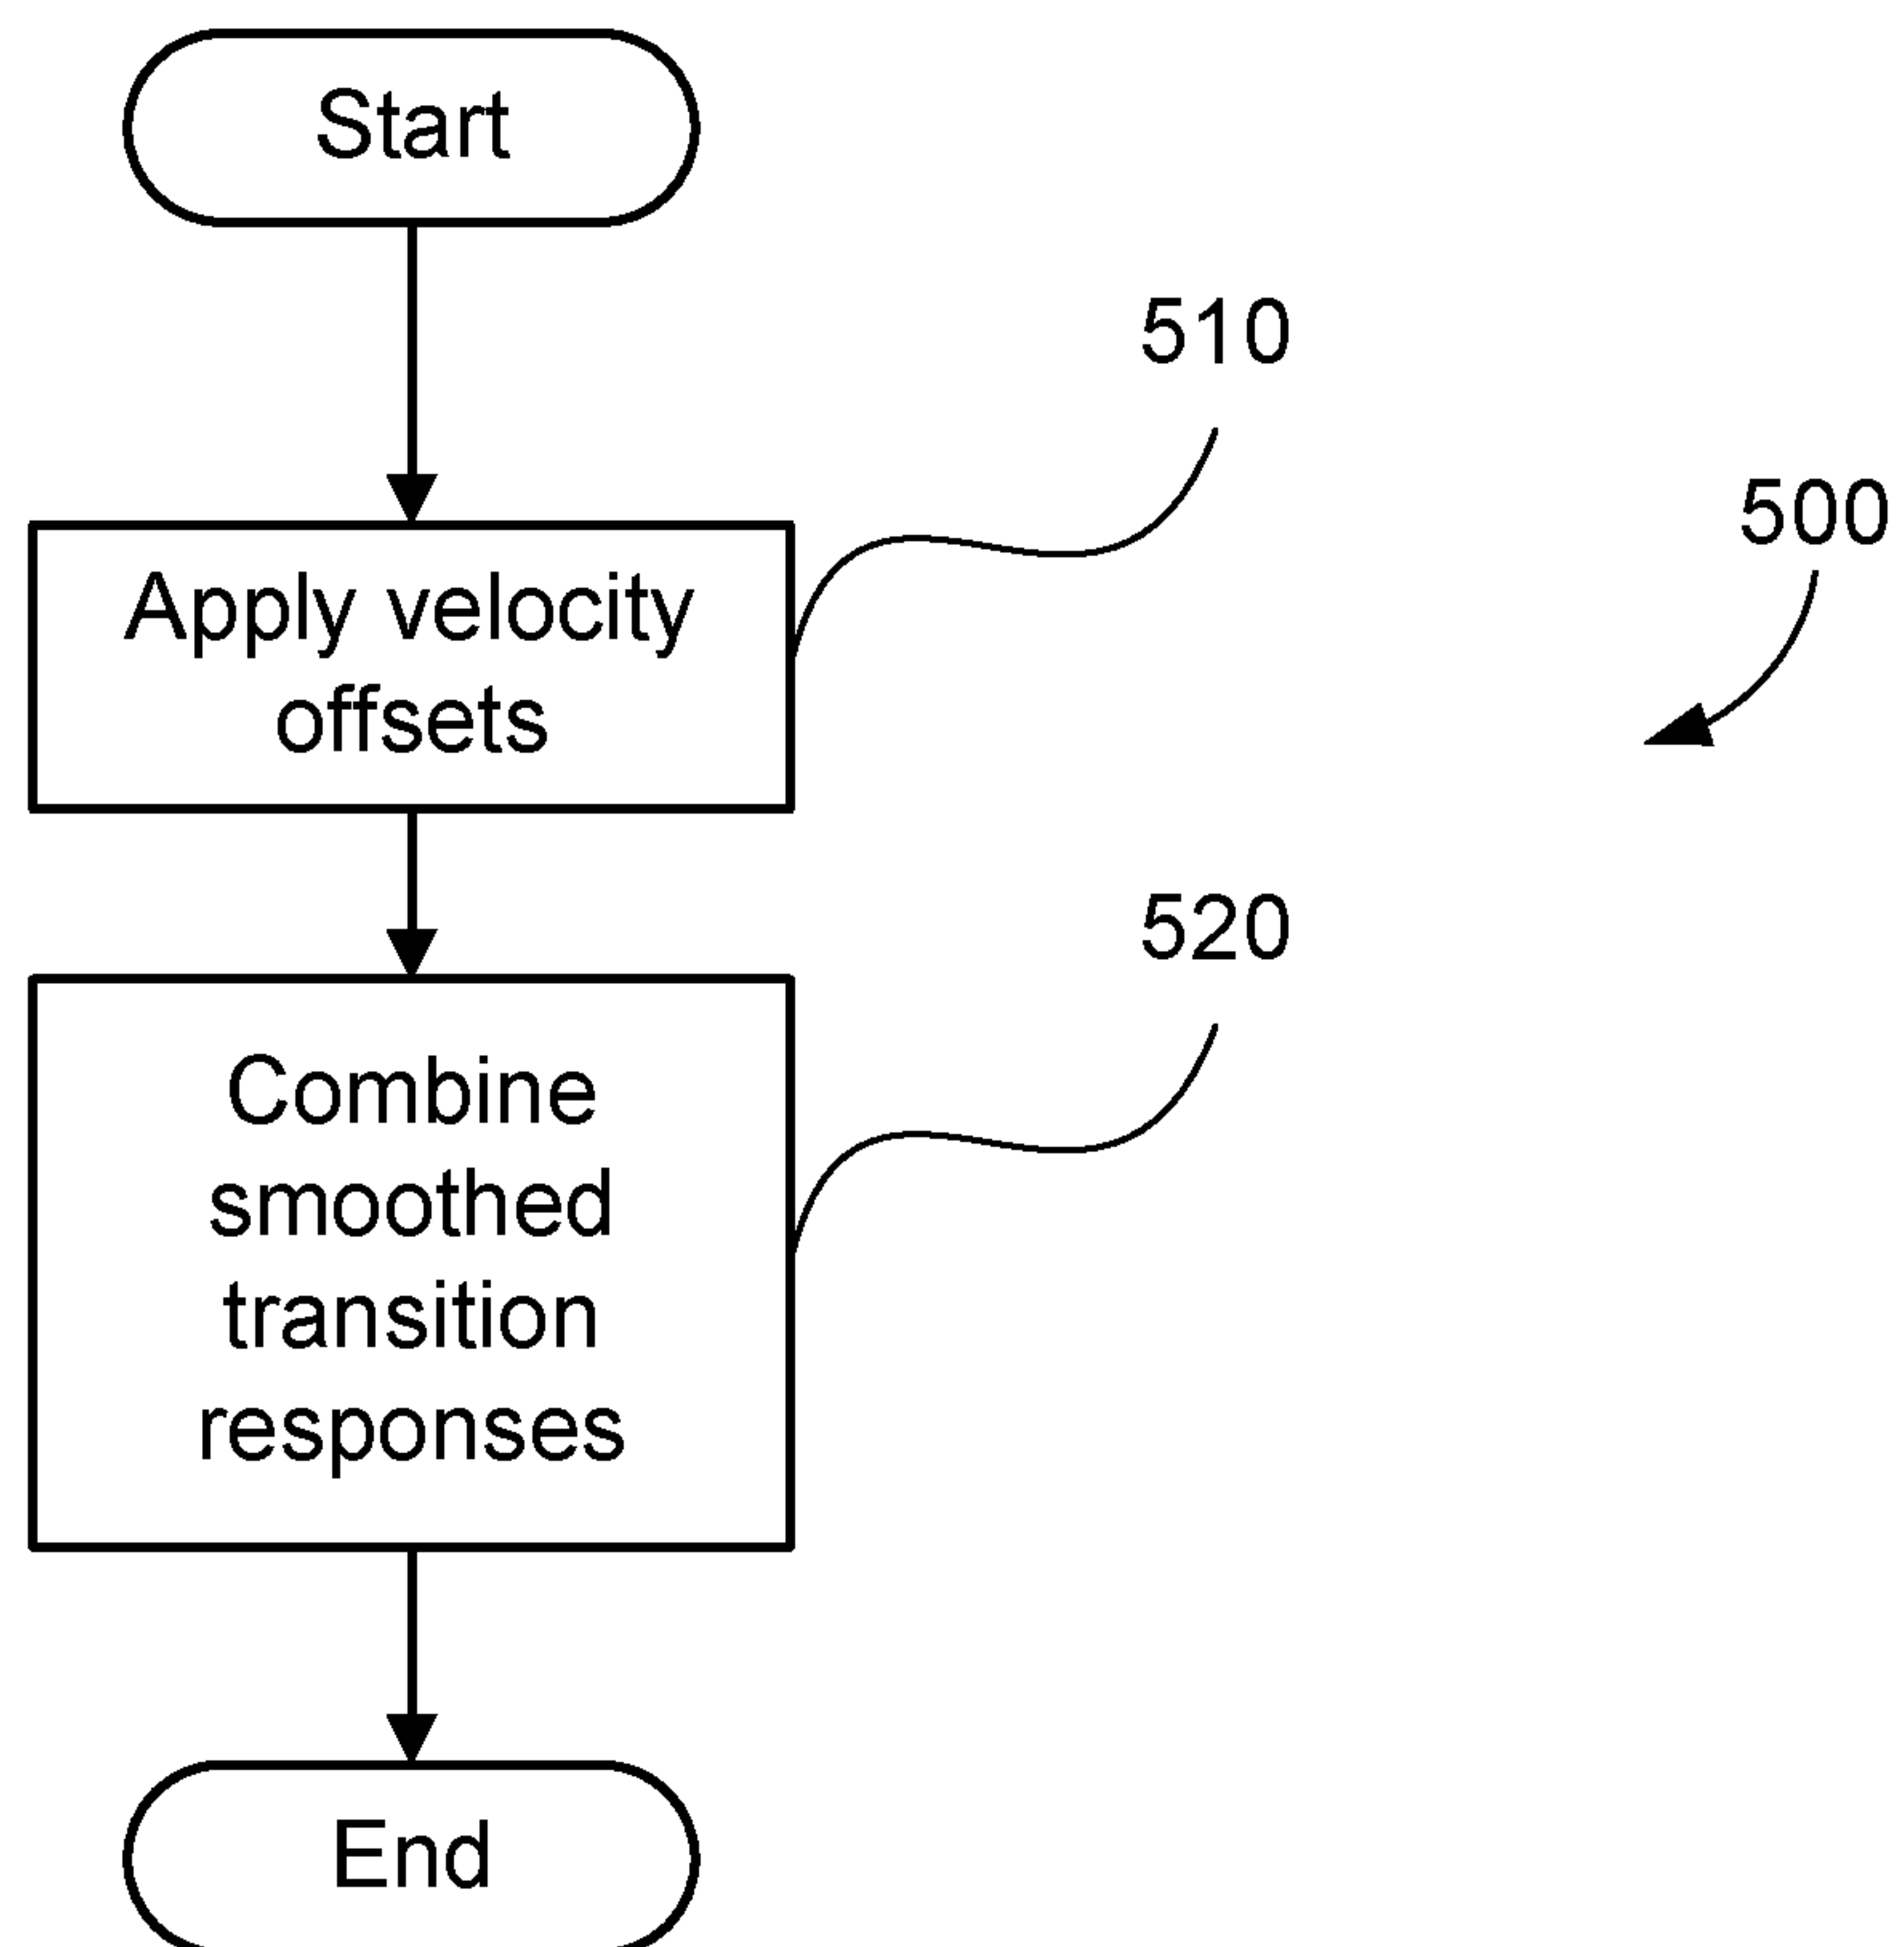 Start
510
500
Apply velocity
offsets
520
Combine
smoothed
transition
responses
End